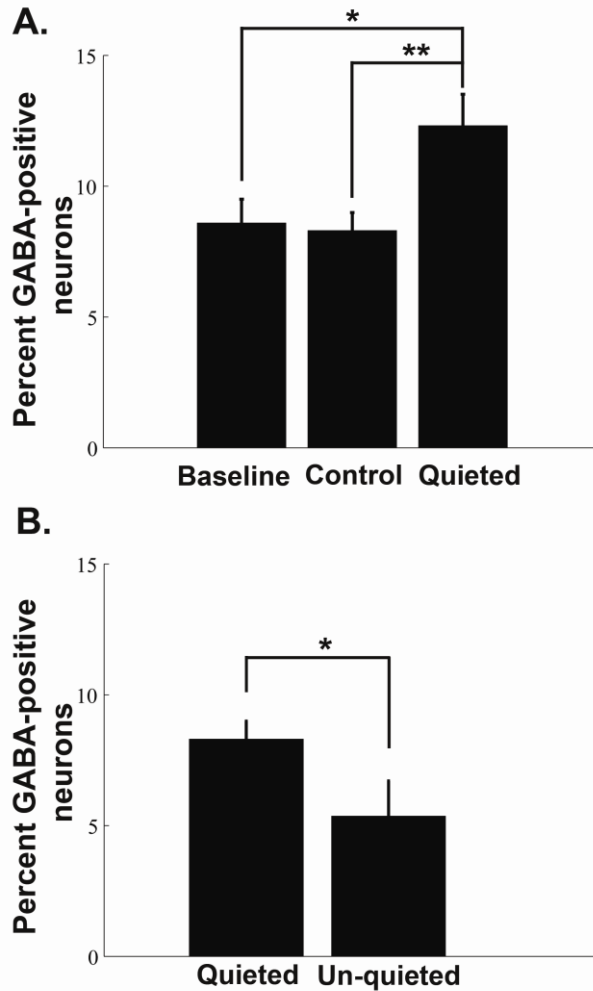 A.
*
**
15
10
5
0
Percent GABA-positive
neurons
Baseline Control Quieted
B.
*
15
10
5
0
Percent GABA-positive
neurons
Quieted Un-quieted